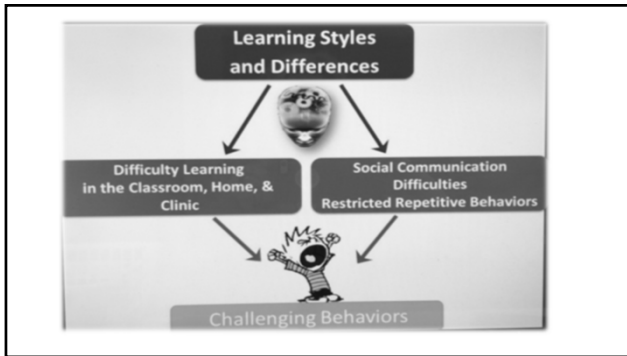 Learning Styles
and Differences
Difficulty Learning
in the Classroom, Home, &
Clinic
Social Communication
Difficulties
Restricted Repetitive Behaviors
Challenging Behaviors